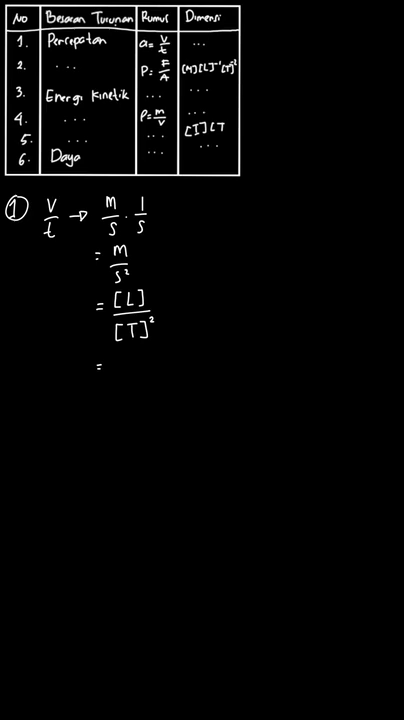 No Besaran Turunan Rumus Dimensi
1. Percepatan a = v/t ...
2. ... P = F/A [M][L]⁻¹[T]⁻²
3. Energi Kinetik ... ...
4. ... ρ = m/v ...
5. ... ... [I][T
6. Daya ... ...
① v/t → m/s . 1/s
= m/s²
= [L]/[T]²
=